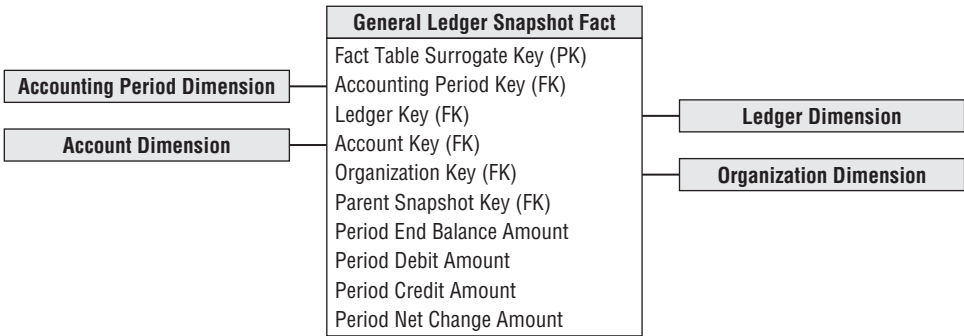 General Ledger Snapshot Fact
Fact Table Surrogate Key (PK)
Accounting Period Dimension
Accounting Period Key (FK)
Ledger Key (FK)
Ledger Dimension
Account Dimension
Account Key (FK)
Organization Key (FK)
Organization Dimension
Parent Snapshot Key (FK)
Period End Balance Amount
Period Debit Amount
Period Credit Amount
Period Net Change Amount